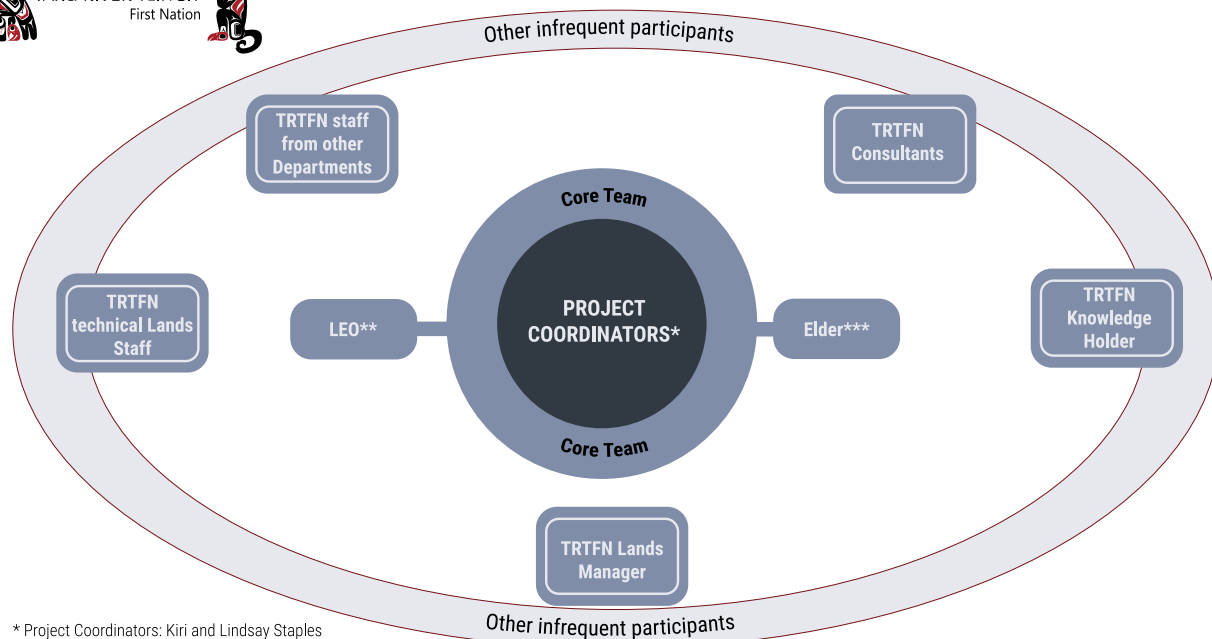 First Nation
Other infrequent participants
TRTFN staff
from other
Departments
TRTFN
Consultants
Core Team
TRTFN
technical Lands
Staff
LEO**
PROJECT
COORDINATORS*
Elder***
TRTFN
Knowledge
Holder
Core Team
TRTFN Lands
Manager
Other infrequent participants
* Project Coordinators: Kiri and Lindsay Staples